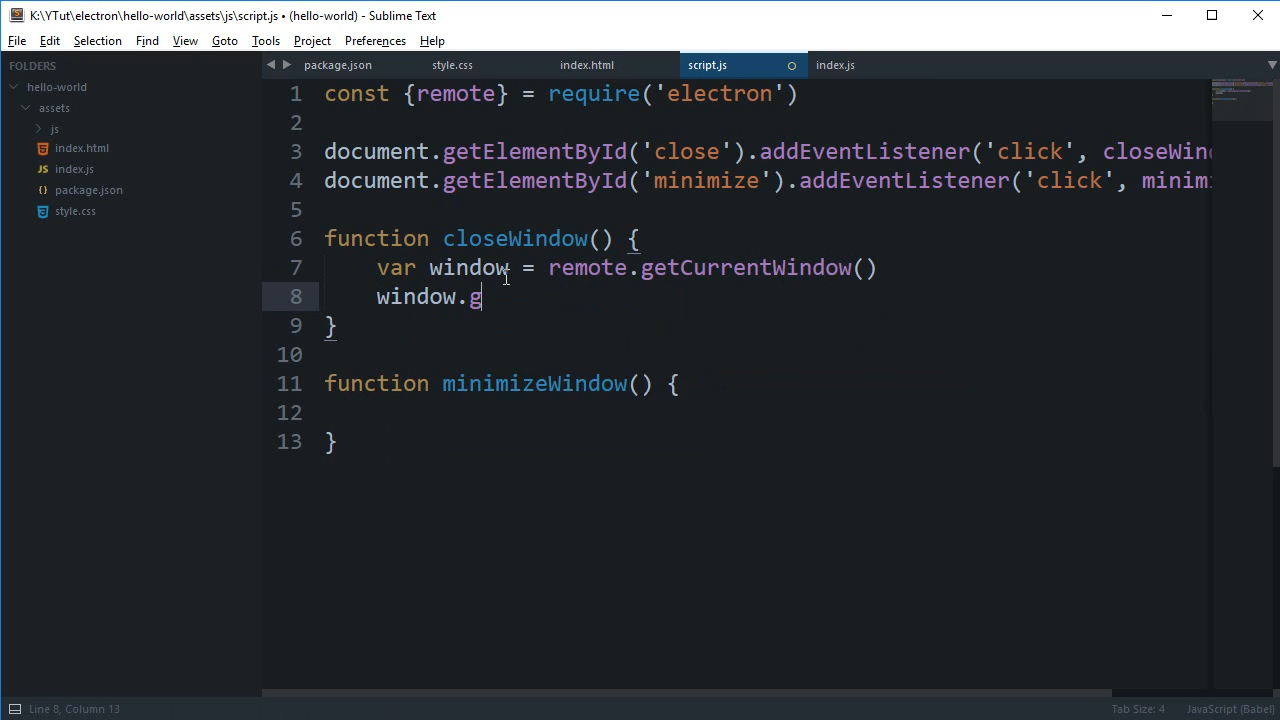 K:\YTut\electron\hello-world\assets\js\script.js • (hello-world) - Sublime Text
File Edit Selection Find View Goto Tools Project Preferences Help
FOLDERS
hello-world
assets
js
index.html
index.js
package.json
style.css
package.json style.css index.html script.js index.js
1 const {remote} = require('electron')
2
3 document.getElementById('close').addEventListener('click', closeWind
4 document.getElementById('minimize').addEventListener('click', minimi
5
6 function closeWindow() {
7 var window = remote.getCurrentWindow()
8 window.g
9 }
10
11 function minimizeWindow() {
12
13 }
Line 8, Column 13 Tab Size: 4 JavaScript (Babel)